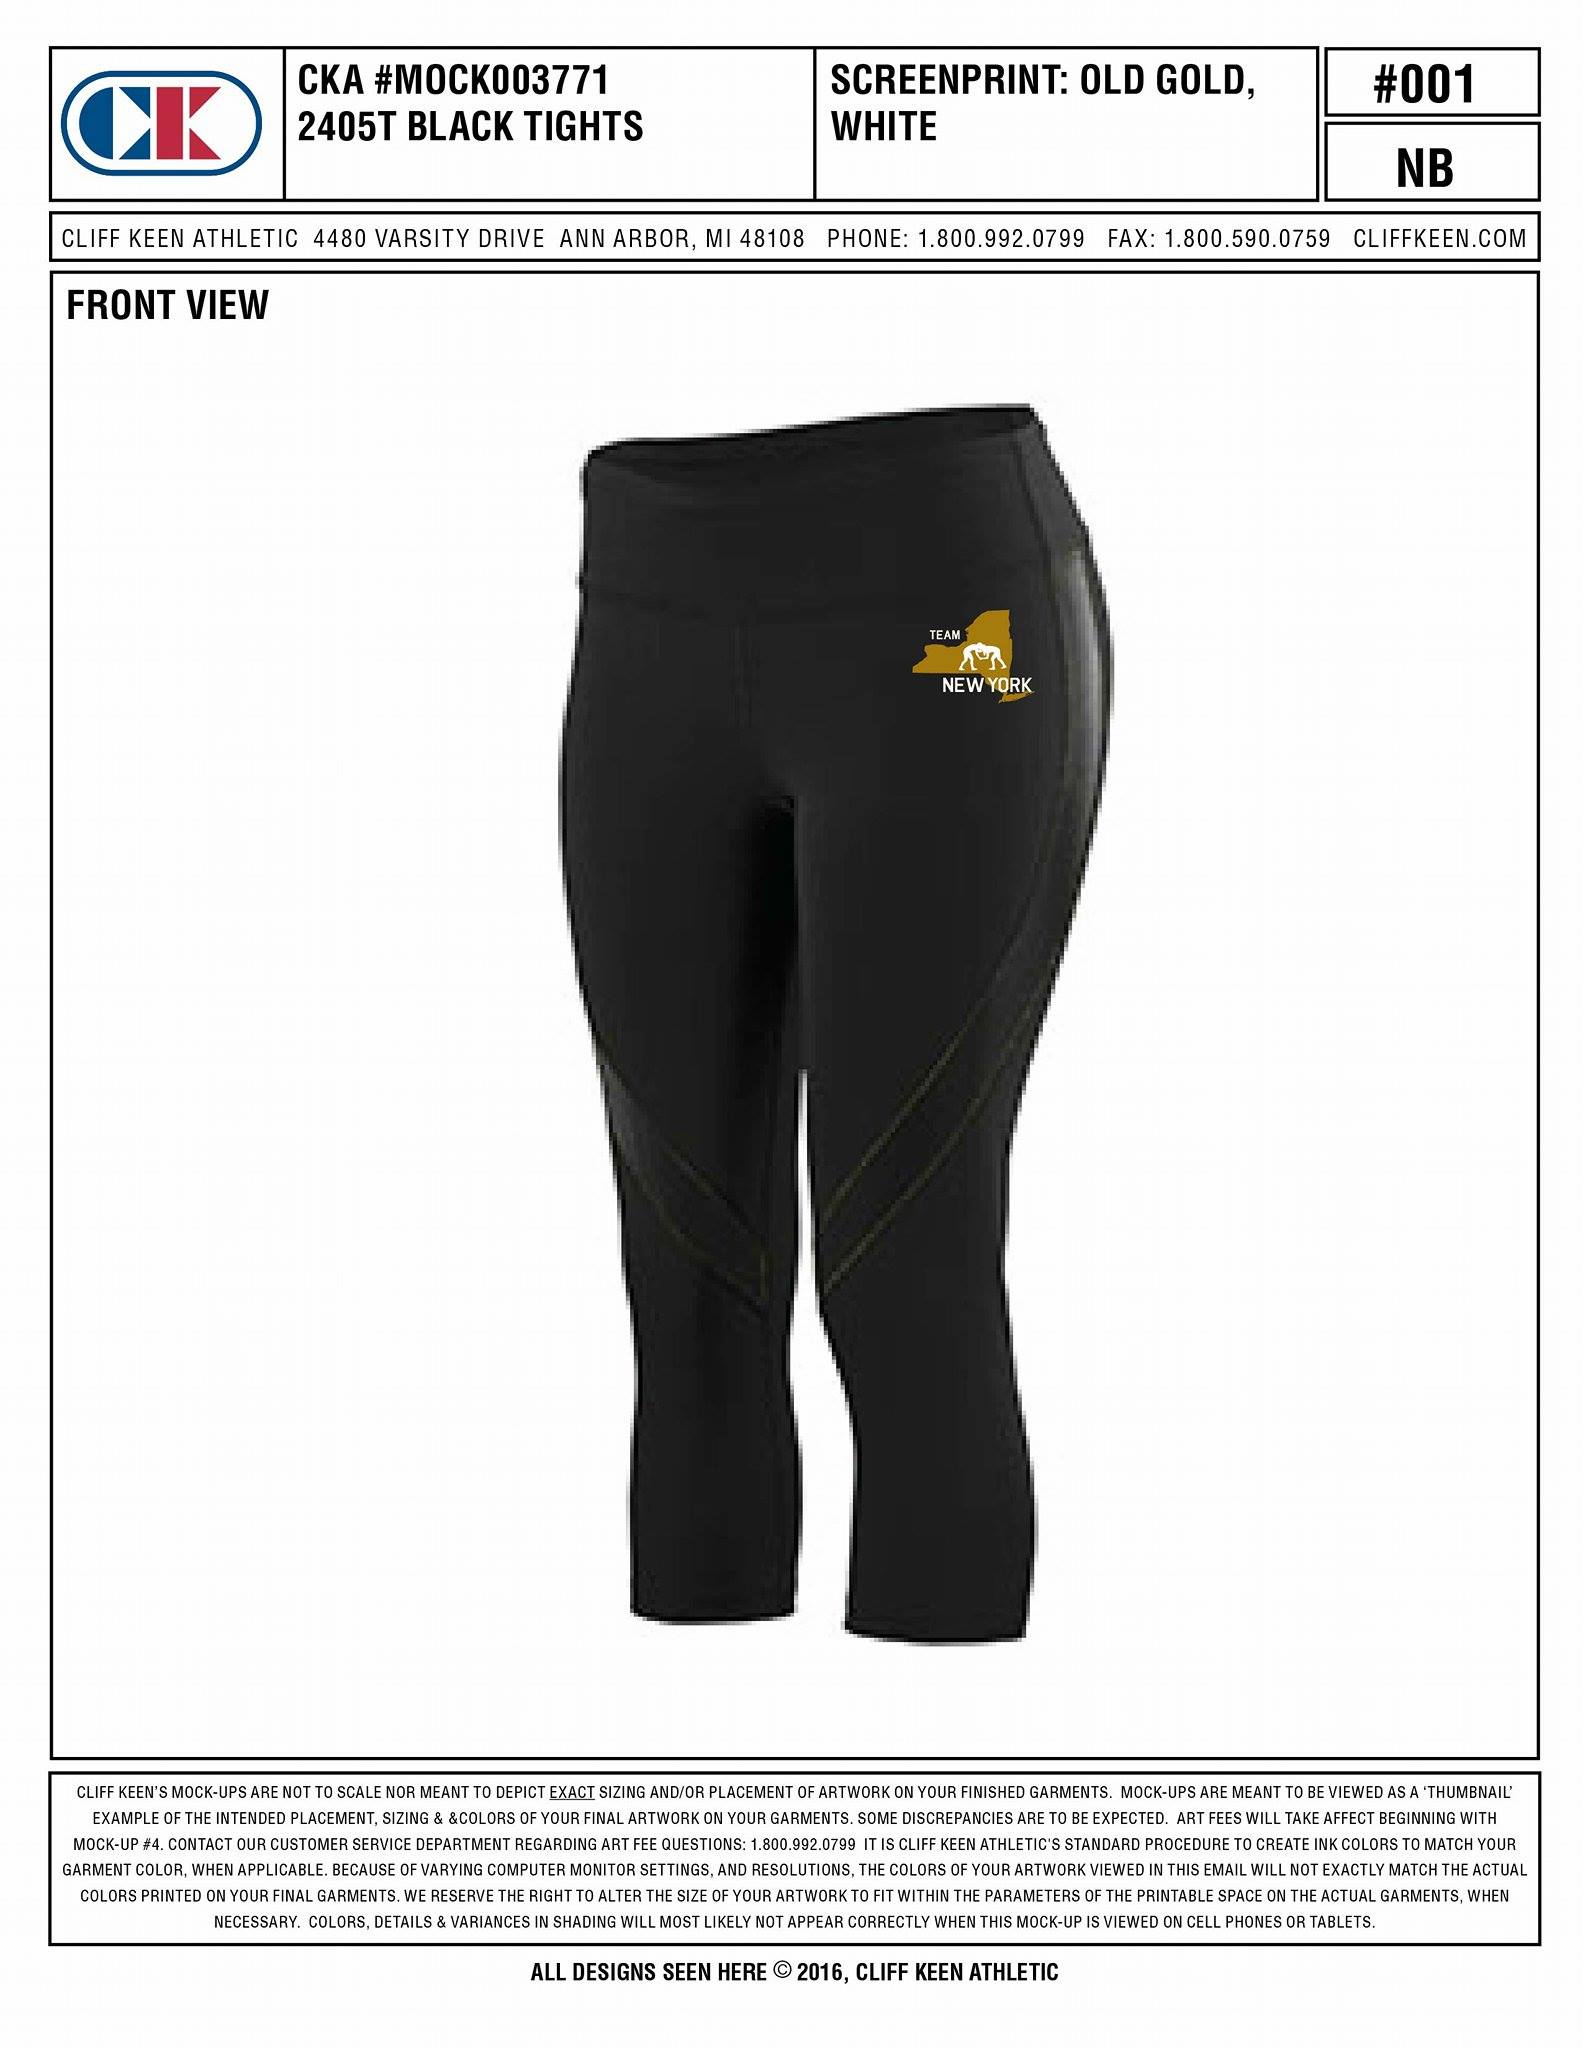 CK
CKA #MOCK003771
2405T BLACK TIGHTS
SCREENPRINT: OLD GOLD,
WHITE
#001
NB
CLIFF KEEN ATHLETIC 4480 VARSITY DRIVE ANN ARBOR, MI 48108 PHONE: 1.800.992.0799 FAX: 1.800.590.0759 CLIFFKEEN.COM
FRONT VIEW
TEAM
NEW YORK
CLIFF KEEN'S MOCK-UPS ARE NOT TO SCALE NOR MEANT TO DEPICT EXACT SIZING AND/OR PLACEMENT OF ARTWORK ON YOUR FINISHED GARMENTS. MOCK-UPS ARE MEANT TO BE VIEWED AS A 'THUMBNAIL'
EXAMPLE OF THE INTENDED PLACEMENT, SIZING & &COLORS OF YOUR FINAL ARTWORK ON YOUR GARMENTS. SOME DISCREPANCIES ARE TO BE EXPECTED. ART FEES WILL TAKE AFFECT BEGINNING WITH
MOCK-UP #4. CONTACT OUR CUSTOMER SERVICE DEPARTMENT REGARDING ART FEE QUESTIONS: 1.800.992.0799 IT IS CLIFF KEEN ATHLETIC'S STANDARD PROCEDURE TO CREATE INK COLORS TO MATCH YOUR
GARMENT COLOR, WHEN APPLICABLE. BECAUSE OF VARYING COMPUTER MONITOR SETTINGS, AND RESOLUTIONS, THE COLORS OF YOUR ARTWORK VIEWED IN THIS EMAIL WILL NOT EXACTLY MATCH THE ACTUAL
COLORS PRINTED ON YOUR FINAL GARMENTS. WE RESERVE THE RIGHT TO ALTER THE SIZE OF YOUR ARTWORK TO FIT WITHIN THE PARAMETERS OF THE PRINTABLE SPACE ON THE ACTUAL GARMENTS, WHEN
NECESSARY. COLORS, DETAILS & VARIANCES IN SHADING WILL MOST LIKELY NOT APPEAR CORRECTLY WHEN THIS MOCK-UP IS VIEWED ON CELL PHONES OR TABLETS.
ALL DESIGNS SEEN HERE © 2016, CLIFF KEEN ATHLETIC